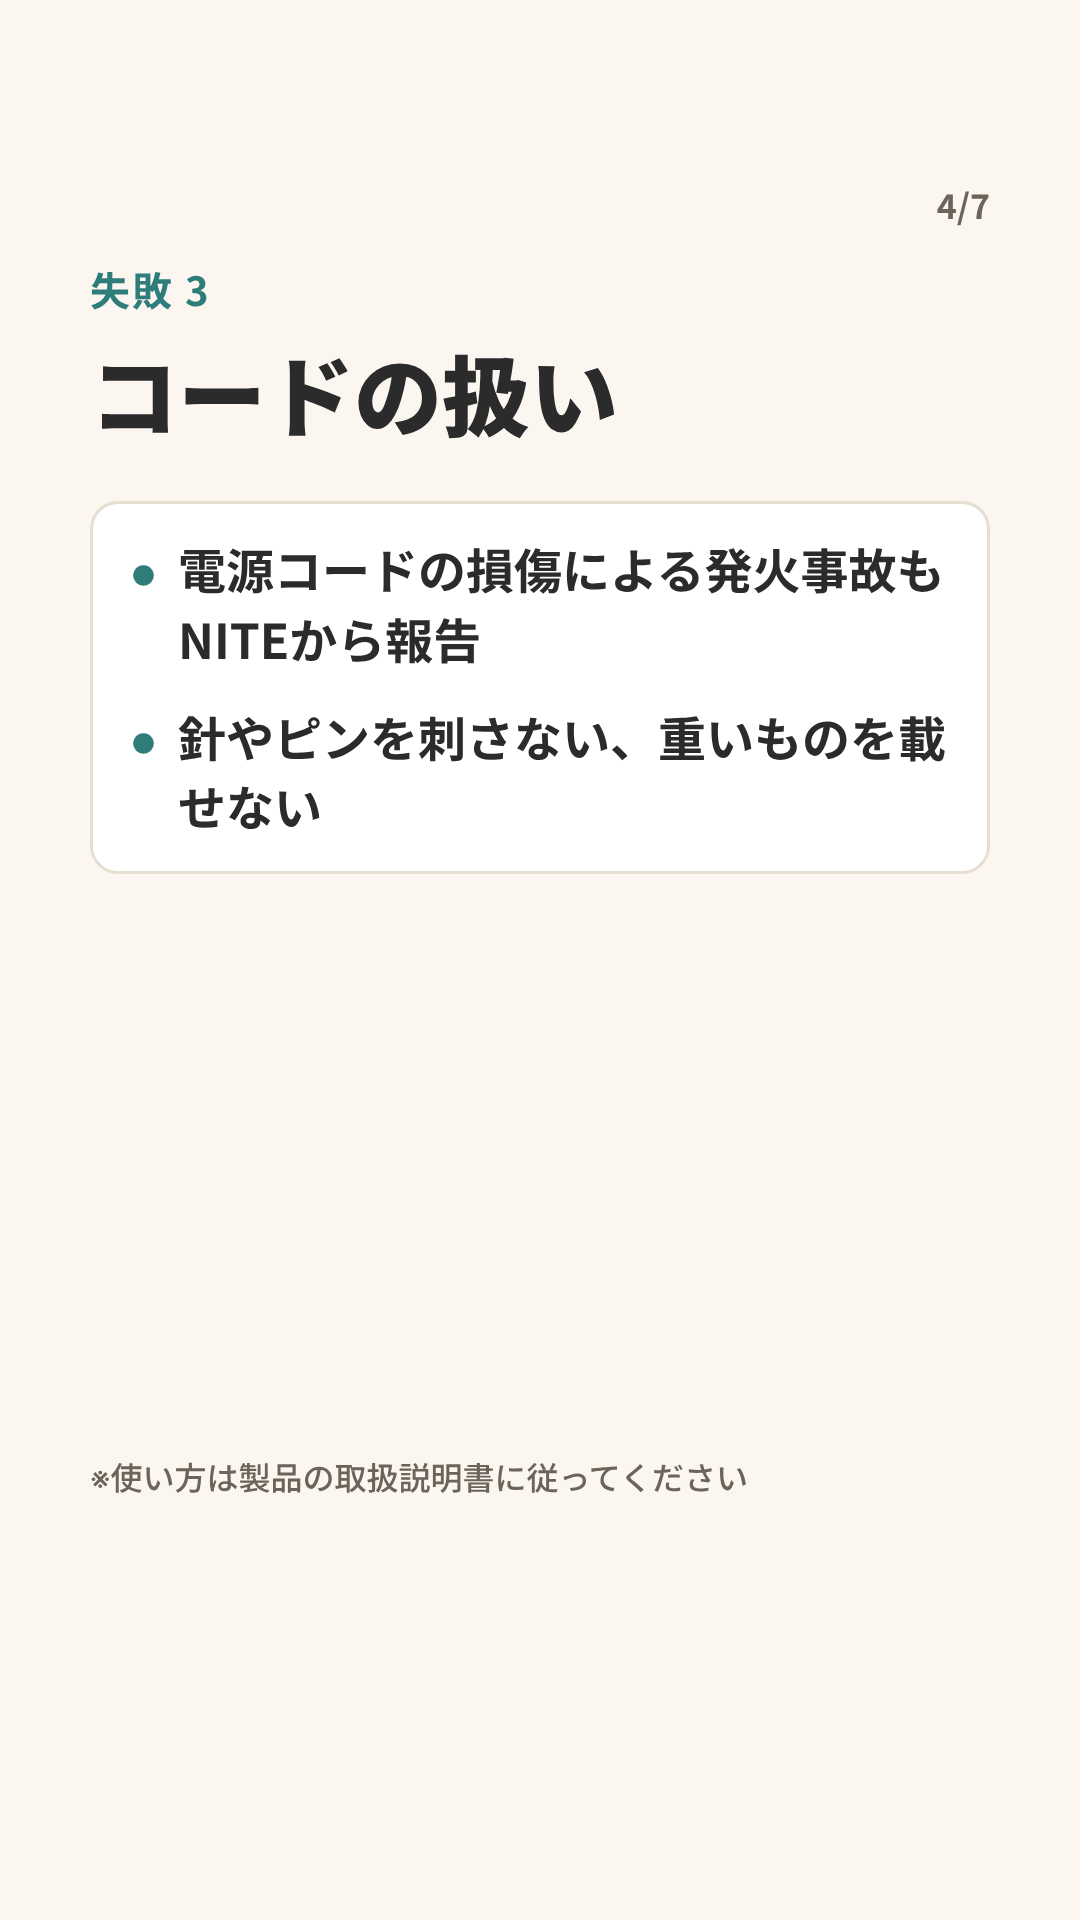 4/7
失敗 3
コードの扱い
● 電源コードの損傷による発火事故も
NITEから報告
● 針やピンを刺さない、重いものを載
せない
※使い方は製品の取扱説明書に従ってください